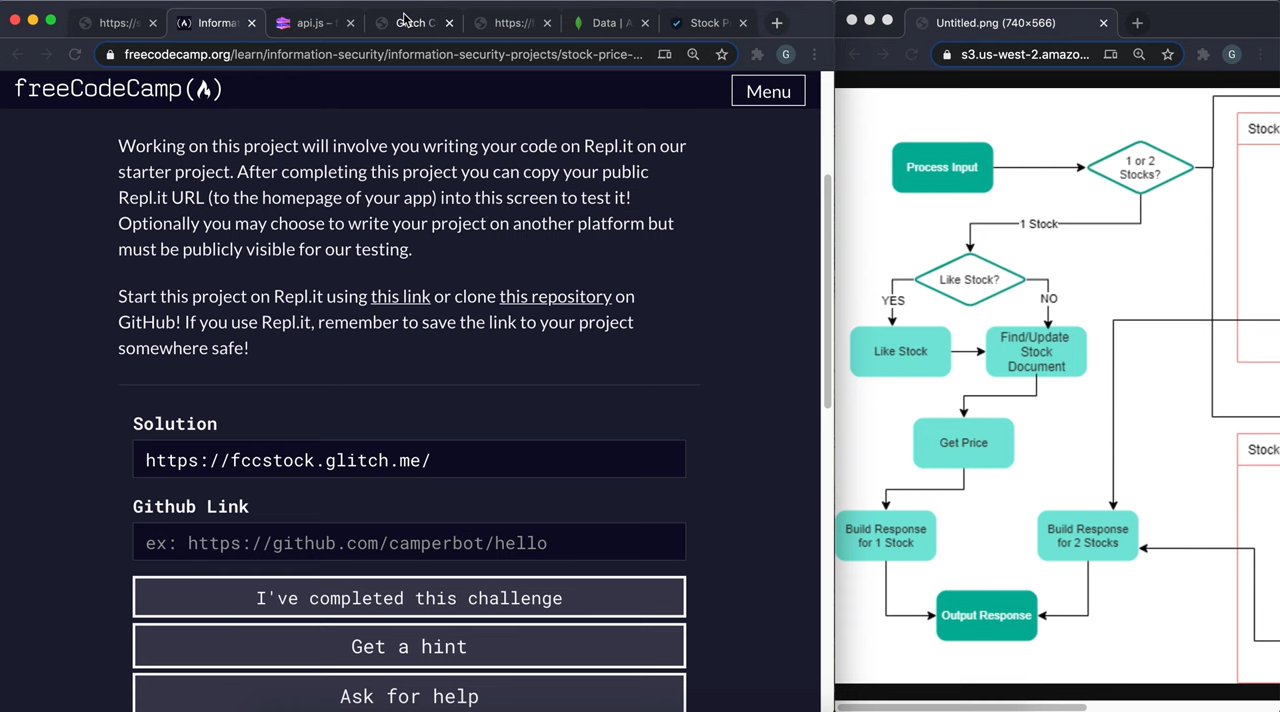 https://s
Informat
api.js –
Glitch C
https://
Data | A
Stock P
freecodecamp.org/learn/information-security/information-security-projects/stock-price-...
G
freeCodeCamp
Menu
Working on this project will involve you writing your code on Repl.it on our
starter project. After completing this project you can copy your public
Repl.it URL (to the homepage of your app) into this screen to test it!
Optionally you may choose to write your project on another platform but
must be publicly visible for our testing.
Start this project on Repl.it using this link or clone this repository on
GitHub! If you use Repl.it, remember to save the link to your project
somewhere safe!
Solution
https://fccstock.glitch.me/
Github Link
ex: https://github.com/camperbot/hello
I've completed this challenge
Get a hint
Ask for help
Untitled.png (740×566)
s3.us-west-2.amazo...
G
Process Input
1 or 2
Stocks?
Stock
1 Stock
Like Stock?
YES
NO
Like Stock
Find/Update
Stock
Document
Get Price
Stock
Build Response
for 1 Stock
Build Response
for 2 Stocks
Output Response